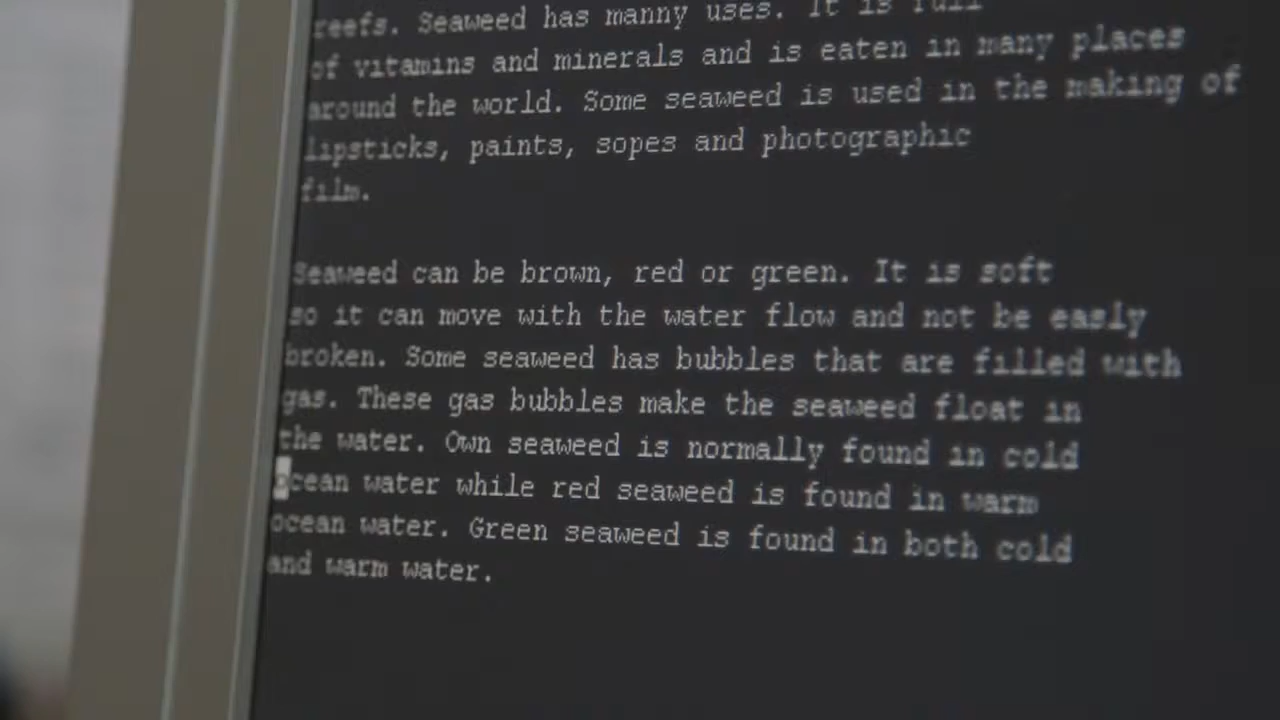 reefs. Seaweed has manny uses. It is full
of vitamins and minerals and is eaten in many places
around the world. Some seaweed is used in the making of
lipsticks, paints, sopes and photographic
film.
Seaweed can be brown, red or green. It is soft
so it can move with the water flow and not be easly
broken. Some seaweed has bubbles that are filled with
gas. These gas bubbles make the seaweed float in
the water. Own seaweed is normally found in cold
ocean water while red seaweed is found in warm
ocean water. Green seaweed is found in both cold
and warm water.